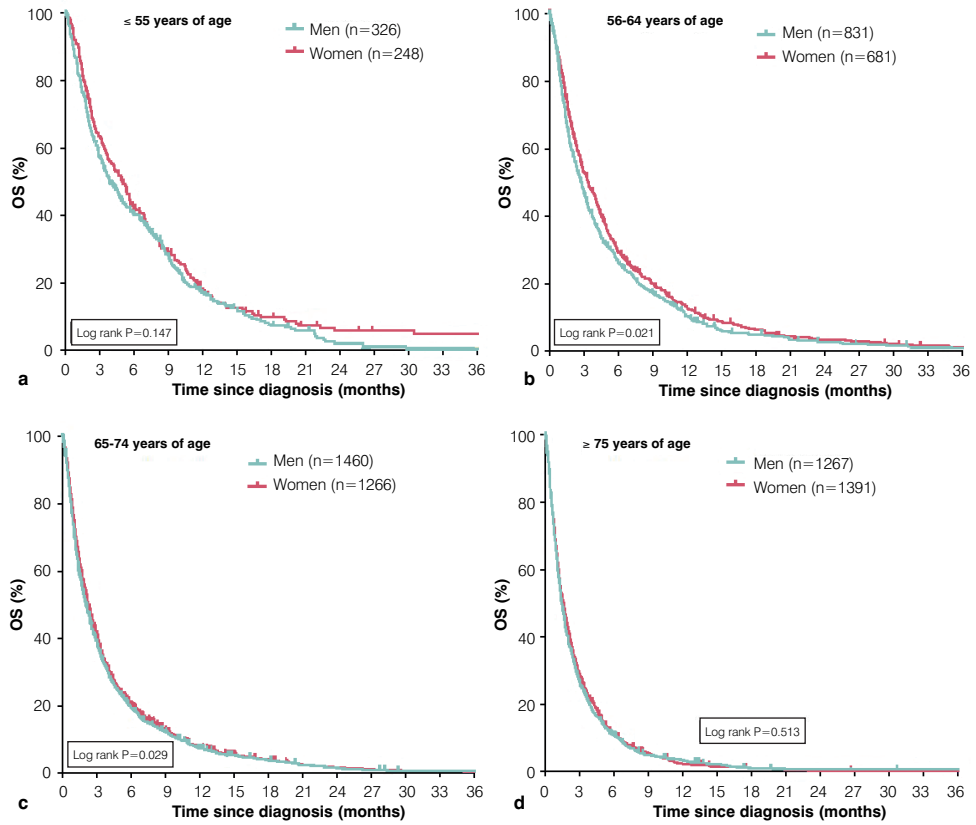 ≤ 55 years of age
Men (n=326)
Women (n=248)
100
80
60
40
20
0
OS (%)
Log rank P=0.147
0 3 6 9 12 15 18 21 24 27 30 33 36
Time since diagnosis (months)
a
56-64 years of age
Men (n=831)
Women (n=681)
100
80
60
40
20
0
OS (%)
Log rank P=0.021
0 3 6 9 12 15 18 21 24 27 30 33 36
Time since diagnosis (months)
b
65-74 years of age
Men (n=1460)
Women (n=1266)
100
80
60
40
20
0
OS (%)
Log rank P=0.029
0 3 6 9 12 15 18 21 24 27 30 33 36
Time since diagnosis (months)
c
≥ 75 years of age
Men (n=1267)
Women (n=1391)
100
80
60
40
20
0
OS (%)
Log rank P=0.513
0 3 6 9 12 15 18 21 24 27 30 33 36
Time since diagnosis (months)
d